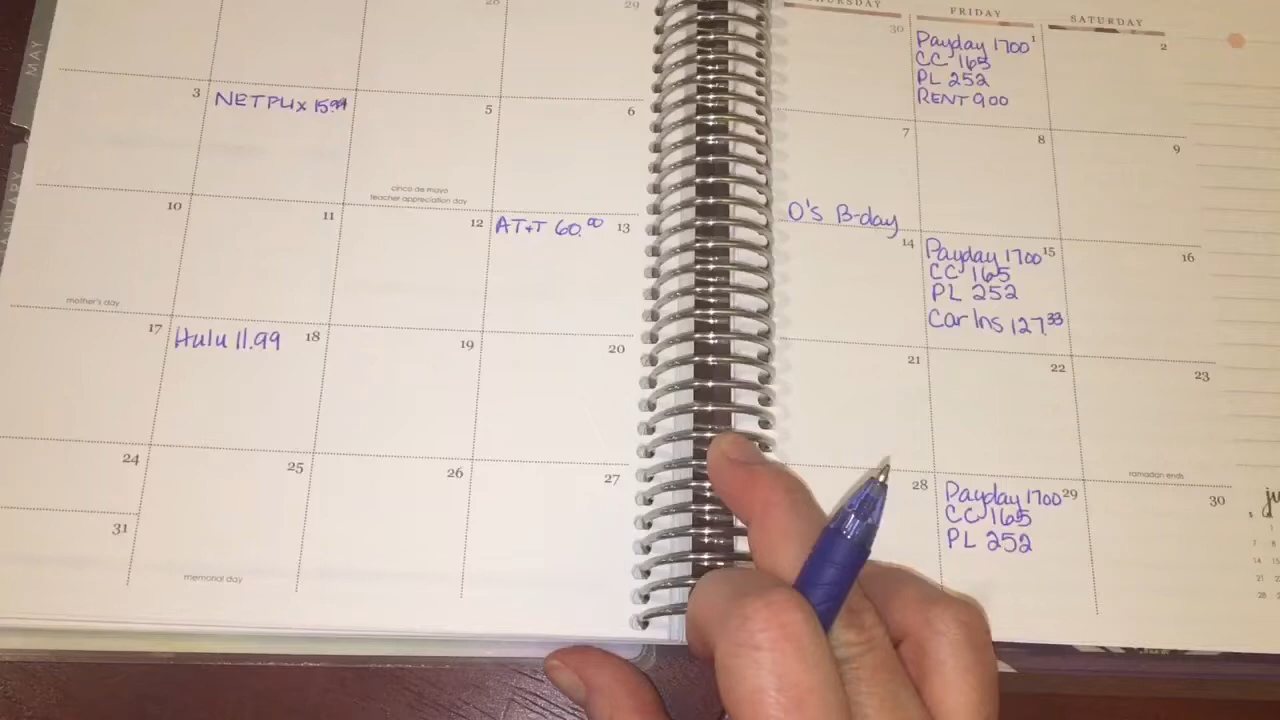 MAY
28
29
THURSDAY
FRIDAY
SATURDAY
30
Payday 1700 1
CC 165
PL 252
RENT 900
2
3
NETFLIX 15.99
5
cinco de mayo
teacher appreciation day
6
7
8
9
10
mother's day
11
12
AT+T 60.00 13
O's B-day
14
Payday 1700 15
CC 165
PL 252
Car Ins 127.33
16
17
Hulu 11.99 18
19
20
21
22
23
ramadan ends
24
31
25
memorial day
26
27
28
Payday 1700 29
CC 165
PL 252
30